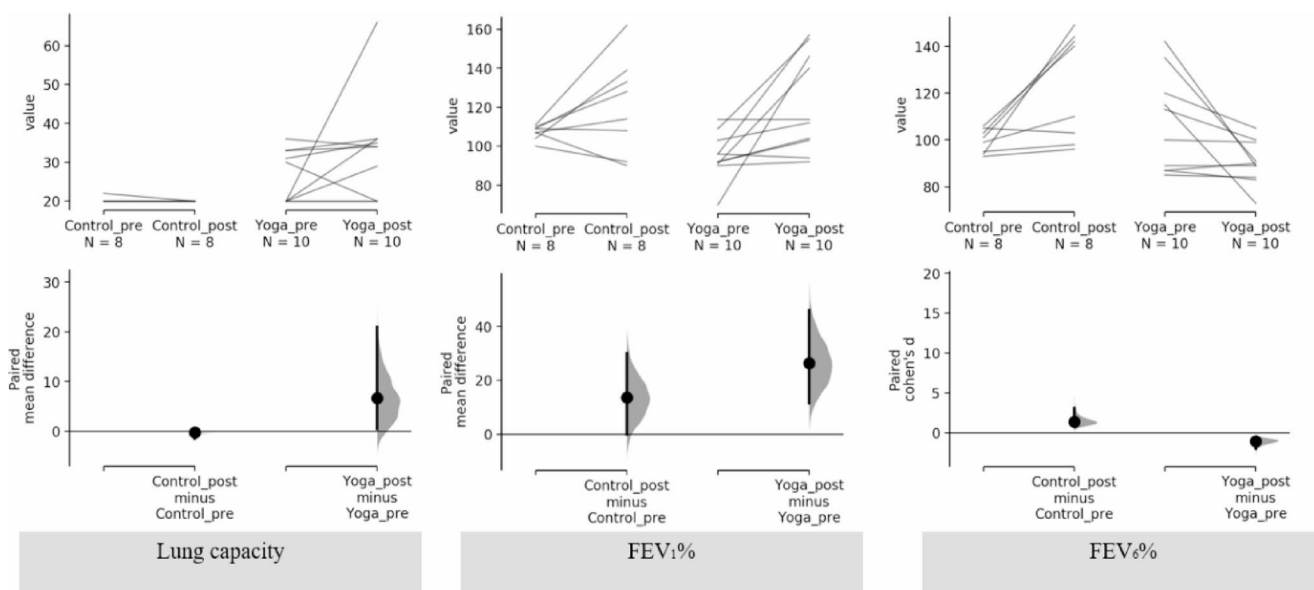 60
50
40
30
20
value
Control_pre
N = 8
Control_post
N = 8
Yoga_pre
N = 10
Yoga_post
N = 10
30
20
10
0
Paired
mean difference
Control_post
minus
Control_pre
Yoga_post
minus
Yoga_pre
Lung capacity
160
140
120
100
80
value
Control_pre
N = 8
Control_post
N = 8
Yoga_pre
N = 10
Yoga_post
N = 10
40
20
0
Paired
mean difference
Control_post
minus
Control_pre
Yoga_post
minus
Yoga_pre
FEV₁%
140
120
100
80
value
Control_pre
N = 8
Control_post
N = 8
Yoga_pre
N = 10
Yoga_post
N = 10
20
15
10
5
0
Paired
cohen's d
Control_post
minus
Control_pre
Yoga_post
minus
Yoga_pre
FEV₆%